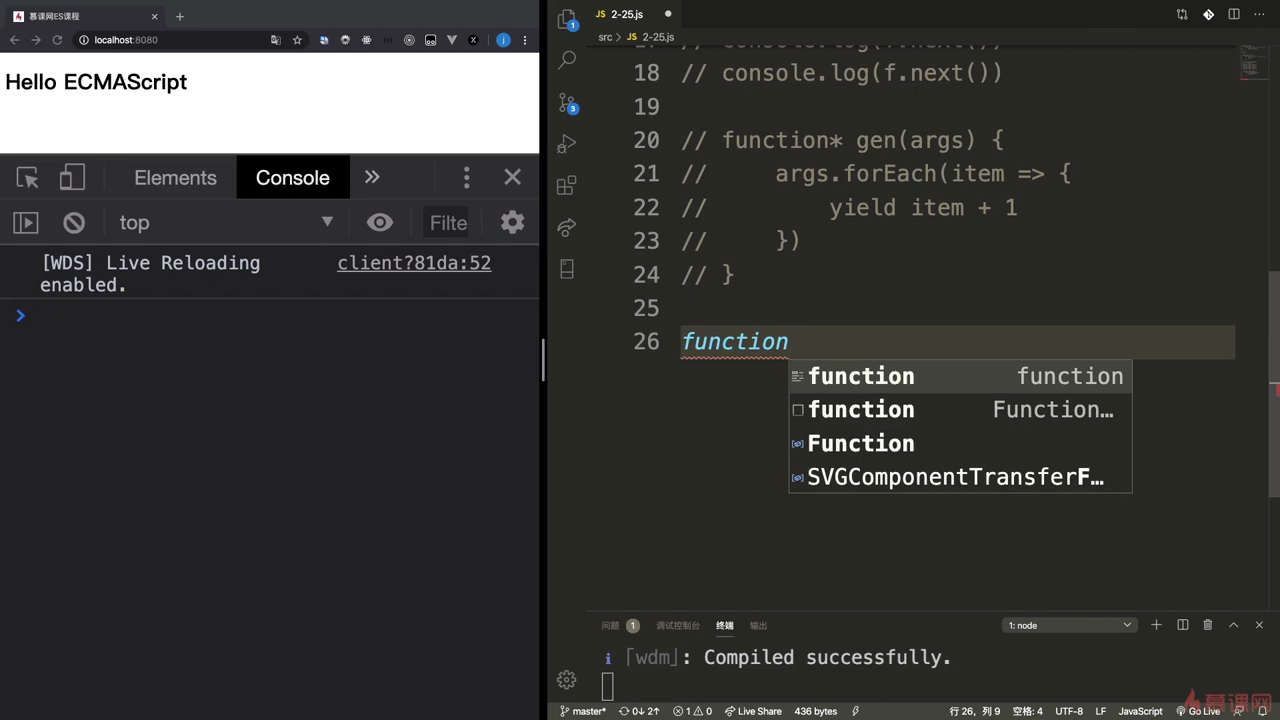 慕课网ES课程
localhost:8080
Hello ECMAScript
Elements
Console
top
Filte
[WDS] Live Reloading
enabled.
client?81da:52
2-25.js
src
JS 2-25.js
// console.log(f.next())
18 // console.log(f.next())
19
20 // function* gen(args) {
21 //     args.forEach(item => {
22 //         yield item + 1
23 //     })
24 // }
25
26 function
function function
function Function…
Function
SVGComponentTransferF…
问题 1 调试控制台 终端 输出
1: node
i ｢wdm｣: Compiled successfully.
master* 0↓ 2↑ 1 0 Live Share 436 bytes
行 26, 列 9 空格: 4 UTF-8 LF JavaScript Go Live
慕课网